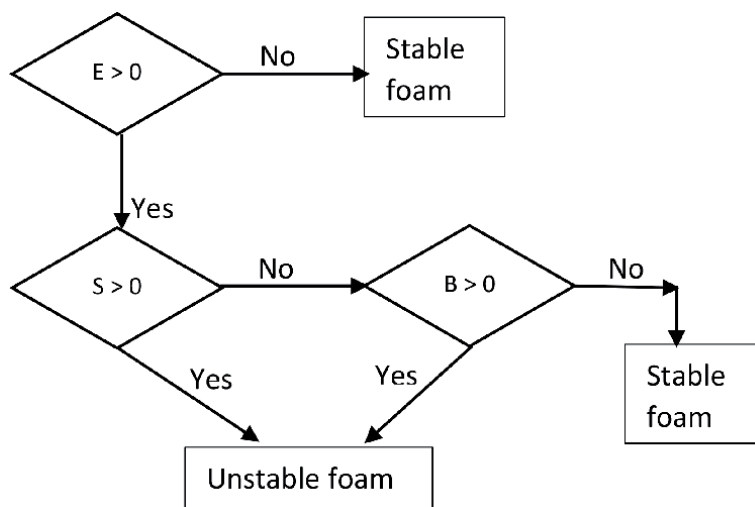 E > 0
No
Stable
foam
Yes
S > 0
No
B > 0
No
Yes
Yes
Stable
foam
Unstable foam